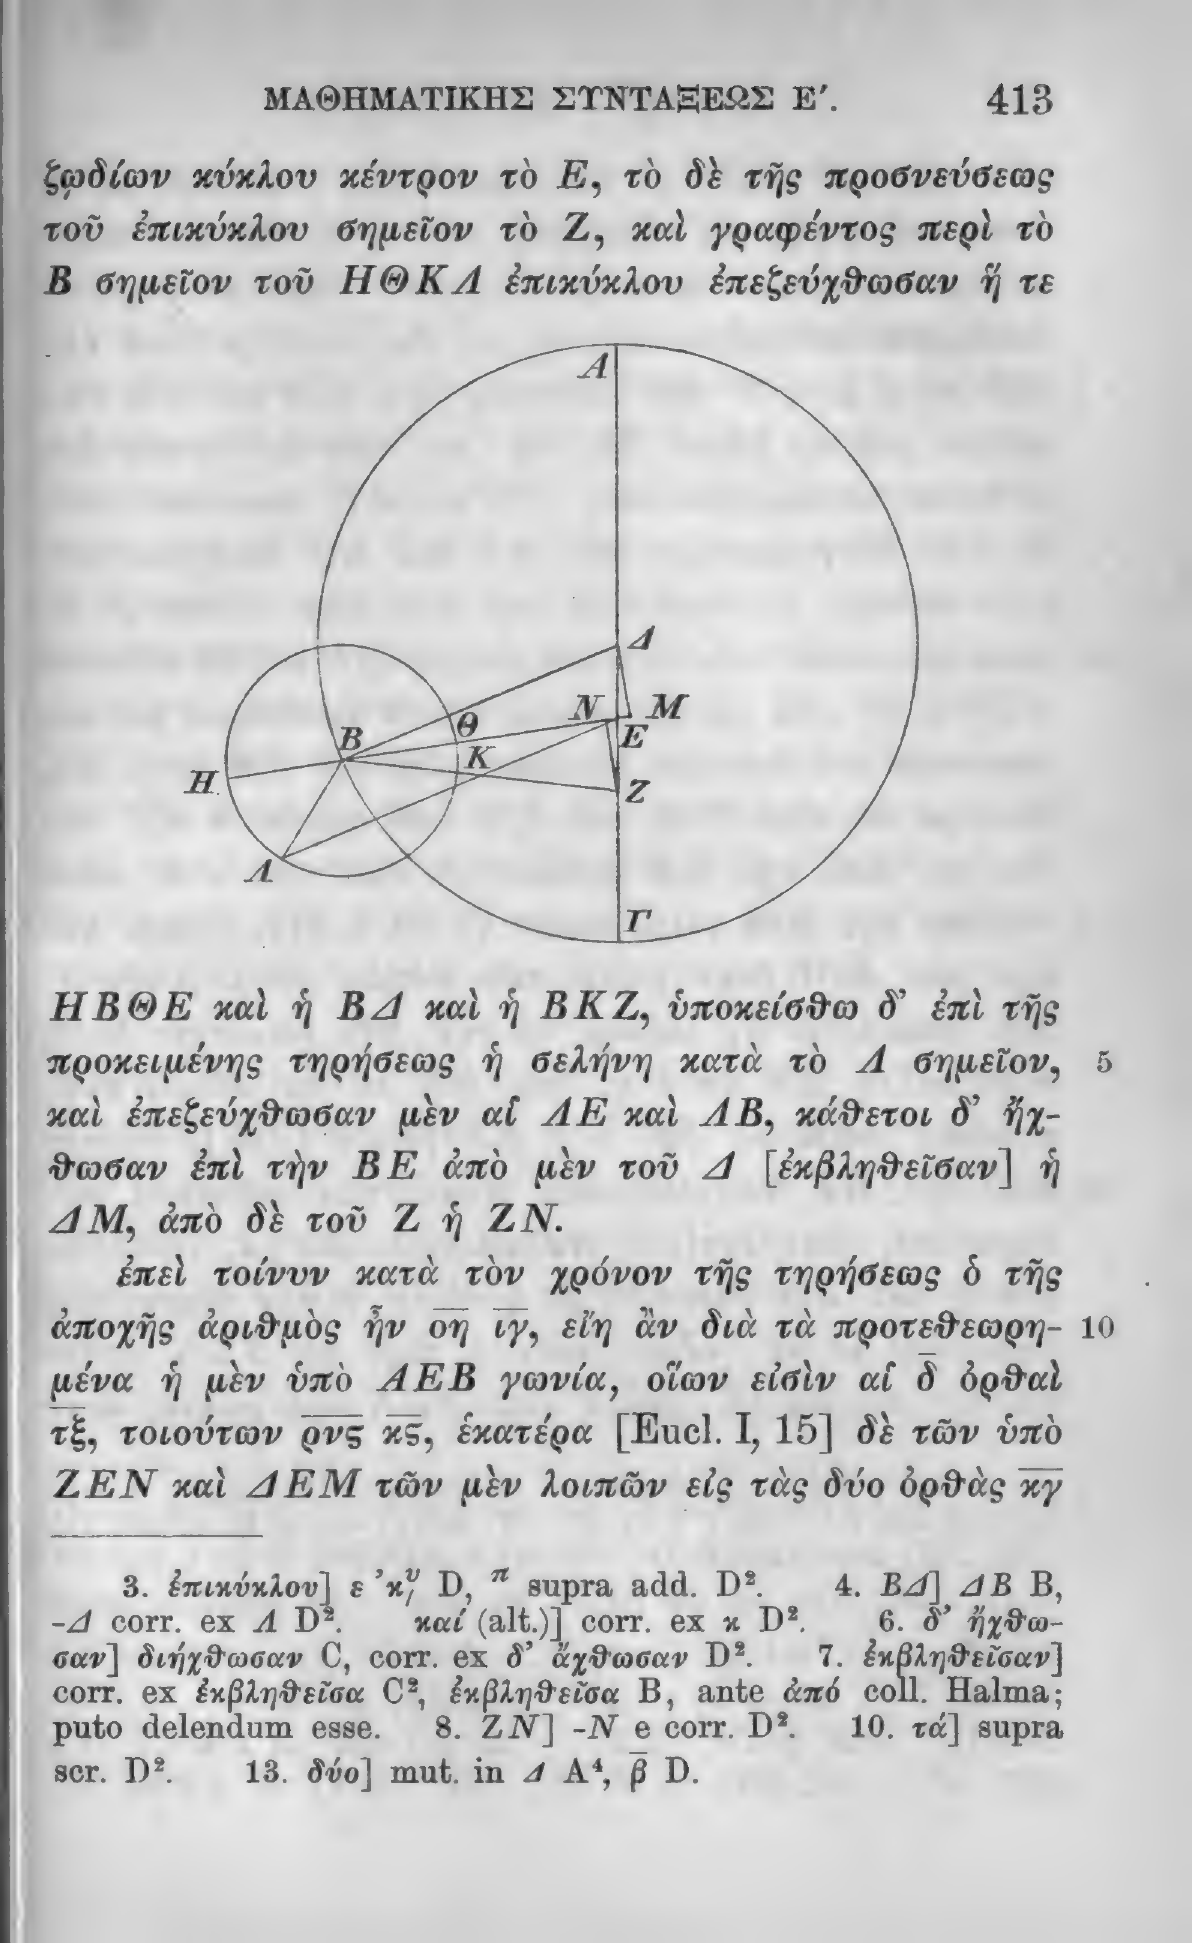 ΜΑΘΗΜΑΤΙΚΗΣ ΣΥΝΤΑΞΕΩΣ Ε′. 413
ζῳδίων κύκλου κέντρον τὸ Ε, τὸ δὲ τῆς προσνεύσεως
τοῦ ἐπικύκλου σημεῖον τὸ Ζ, καὶ γραφέντος περὶ τὸ
Β σημεῖον τοῦ ΗΘΚΛ ἐπικύκλου ἐπεζεύχθωσαν ἥ τε
Α
Δ
Ν Μ
Θ
Ε
Β
Κ
Η
Ζ
Λ
Γ
ΗΒΘΕ καὶ ἡ ΒΔ καὶ ἡ ΒΚΖ, ὑποκείσθω δ’ ἐπὶ τῆς
προκειμένης τηρήσεως ἡ σελήνη κατὰ τὸ Λ σημεῖον, 5
καὶ ἐπεζεύχθωσαν μὲν αἱ ΛΕ καὶ ΛΒ, κάθετοι δ’ ἤχ-
θωσαν ἐπὶ τὴν ΒΕ ἀπὸ μὲν τοῦ Δ [ἐκβληθεῖσαν] ἡ
ΔΜ, ἀπὸ δὲ τοῦ Ζ ἡ ΖΝ.
ἐπεὶ τοίνυν κατὰ τὸν χρόνον τῆς τηρήσεως ὁ τῆς
ἀποχῆς ἀριθμὸς ἦν ο̅η̅ ι̅γ̅, εἴη ἂν διὰ τὰ προτεθεωρη- 10
μένα ἡ μὲν ὑπὸ ΑΕΒ γωνία, οἵων εἰσὶν αἱ δ̅ ὀρθαὶ
τ̅ξ̅, τοιούτων ρ̅ν̅ϛ̅ κ̅ϛ̅, ἑκατέρα [Eucl. I, 15] δὲ τῶν ὑπὸ
ΖΕΝ καὶ ΔΕΜ τῶν μὲν λοιπῶν εἰς τὰς δύο ὀρθὰς κ̅γ̅
3. ἐπικύκλου] ε ’κʸ D, π supra add. D². 4. ΒΔ] ΔΒ B,
-Δ corr. ex Α D². καί (alt.)] corr. ex κ D². 6. δ’ ἤχθω-
σαν] διήχθωσαν C, corr. ex δ’ ἄχθωσαν D². 7. ἐκβληθεῖσαν]
corr. ex ἐκβληθεῖσα C², ἐκβληθεῖσα B, ante ἀπό coll. Halma;
puto delendum esse. 8. ΖΝ] -Ν e corr. D². 10. τά] supra
scr. D². 13. δύο] mut. in Δ A⁴, β̅ D.